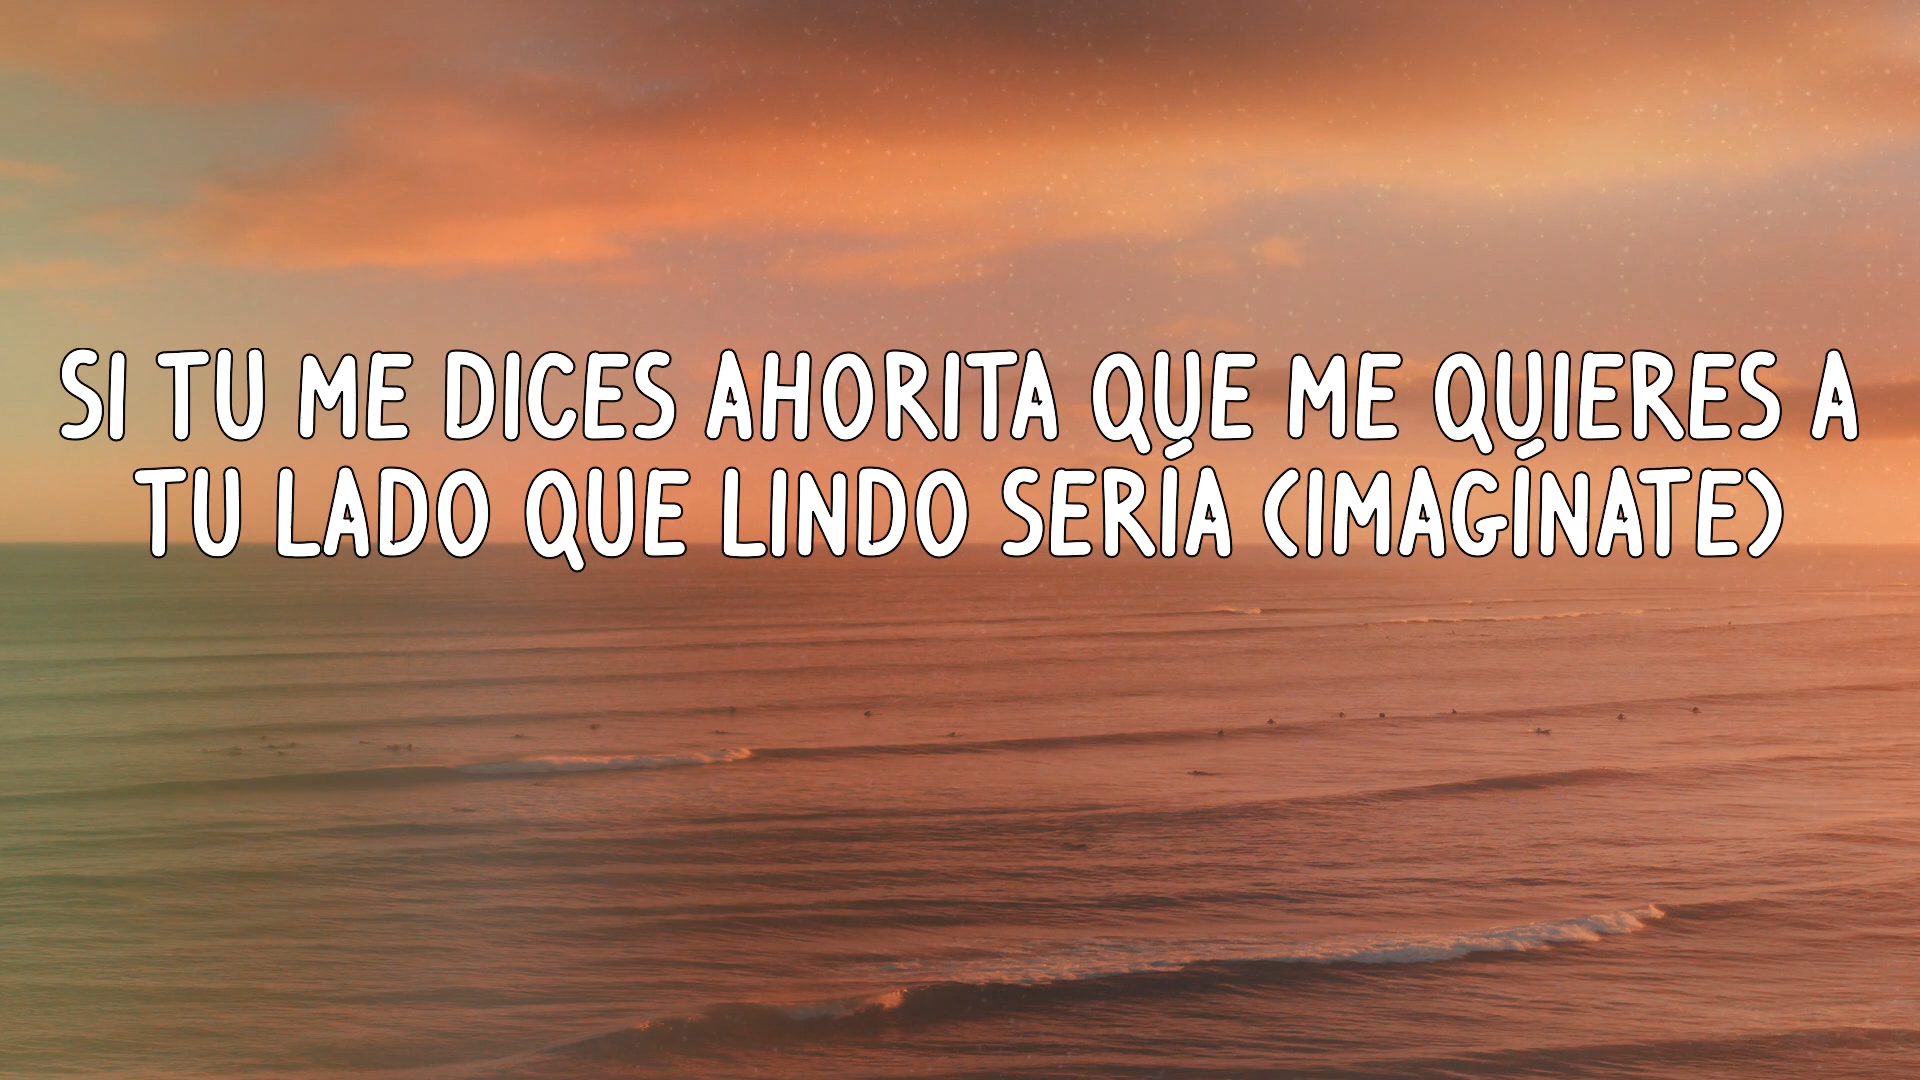 SI TU ME DICES AHORITA QUE ME QUIERES A
TU LADO QUE LINDO SERÍA (IMAGÍNATE)